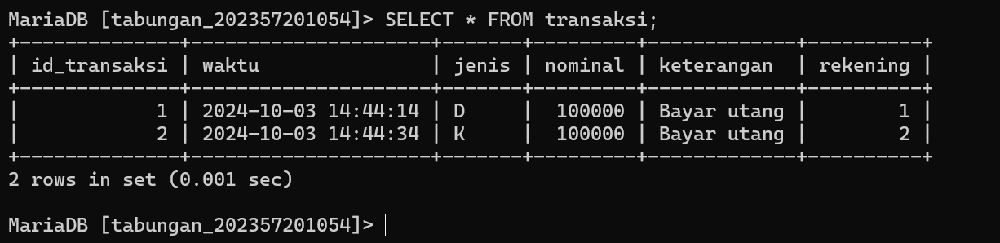 MariaDB [tabungan_202357201054]> SELECT * FROM transaksi;
+--------------+---------------------+-------+---------+-------------+----------+
| id_transaksi | waktu               | jenis | nominal | keterangan  | rekening |
+--------------+---------------------+-------+---------+-------------+----------+
|            1 | 2024-10-03 14:44:14 | D     |  100000 | Bayar utang |        1 |
|            2 | 2024-10-03 14:44:34 | K     |  100000 | Bayar utang |        2 |
+--------------+---------------------+-------+---------+-------------+----------+
2 rows in set (0.001 sec)
MariaDB [tabungan_202357201054]>